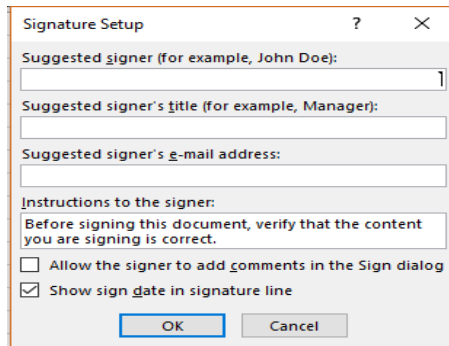 Signature Setup ? ×
Suggested signer (for example, John Doe):
Suggested signer's title (for example, Manager):
Suggested signer's e-mail address:
Instructions to the signer:
Before signing this document, verify that the content
you are signing is correct.
Allow the signer to add comments in the Sign dialog
Show sign date in signature line
OK Cancel